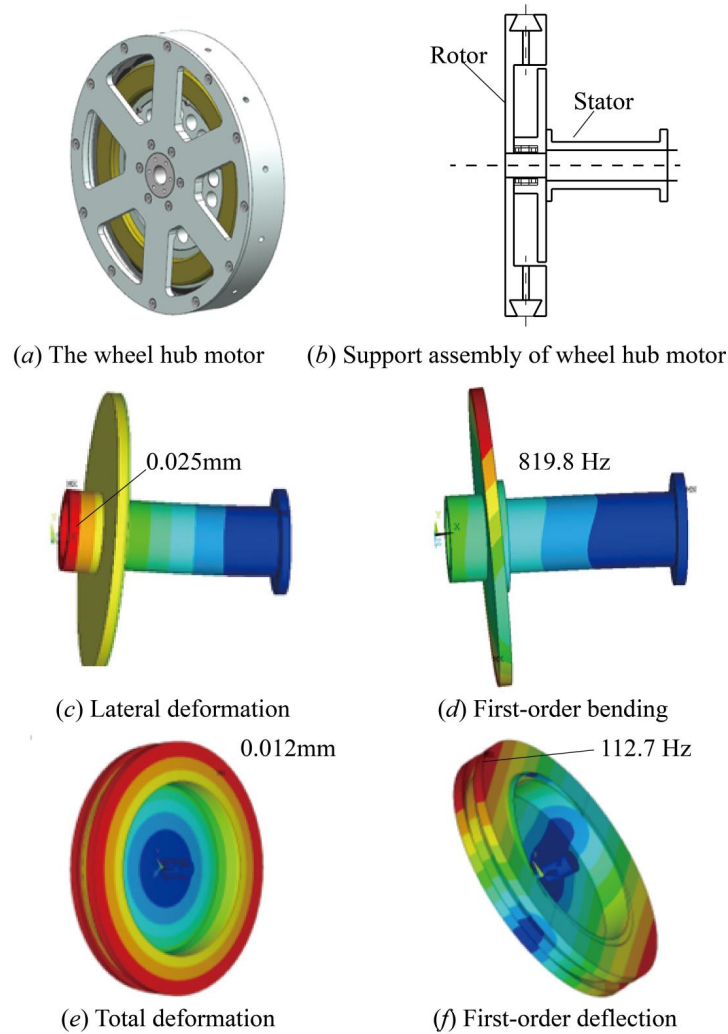 Rotor
Stator
(a) The wheel hub motor
(b) Support assembly of wheel hub motor
0.025mm
819.8 Hz
(c) Lateral deformation
(d) First-order bending
0.012mm
112.7 Hz
(e) Total deformation
(f) First-order deflection